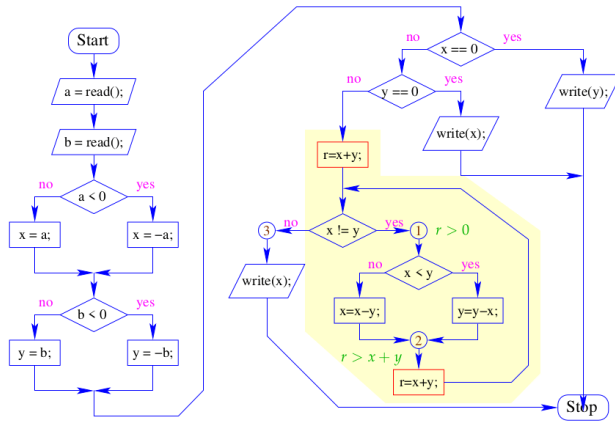 Start
a = read();
b = read();
a < 0
no
yes
x = a;
x = −a;
b < 0
no
yes
y = b;
y = −b;
x == 0
no
yes
y == 0
no
yes
write(y);
write(x);
r=x+y;
x != y
no
yes
3
1
r > 0
write(x);
x < y
no
yes
x=x−y;
y=y−x;
2
r > x + y
r=x+y;
Stop